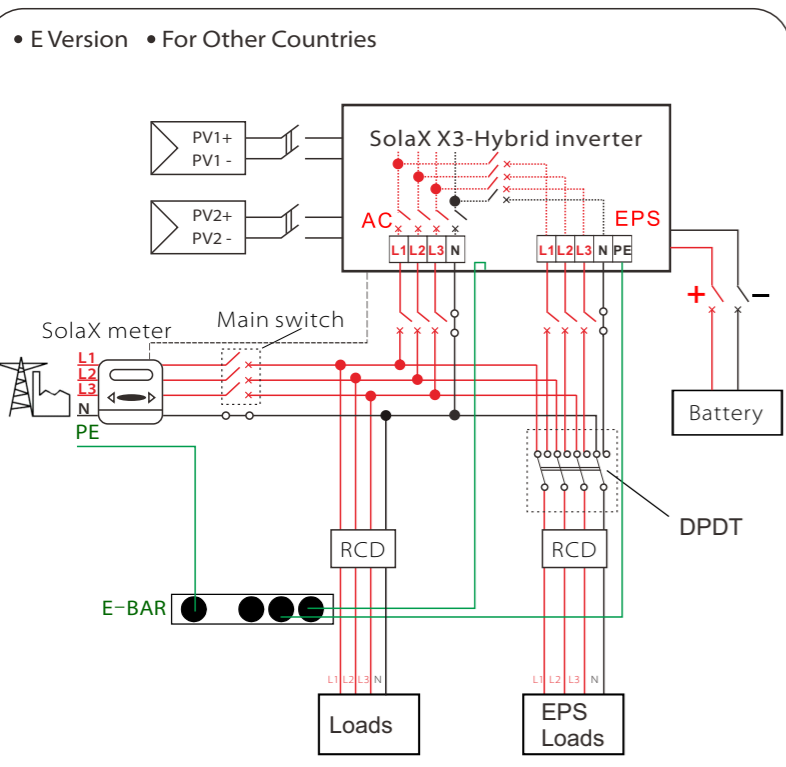 • E Version • For Other Countries
PV1+
PV1 -
PV2+
PV2 -
SolaX X3-Hybrid inverter
AC
EPS
L1 L2 L3 N
L1 L2 L3 N PE
+ −
SolaX meter
Main switch
L1
L2
L3
N
PE
Battery
DPDT
RCD
RCD
E-BAR
L1 L2 L3 N
L1 L2 L3 N
Loads
EPS
Loads